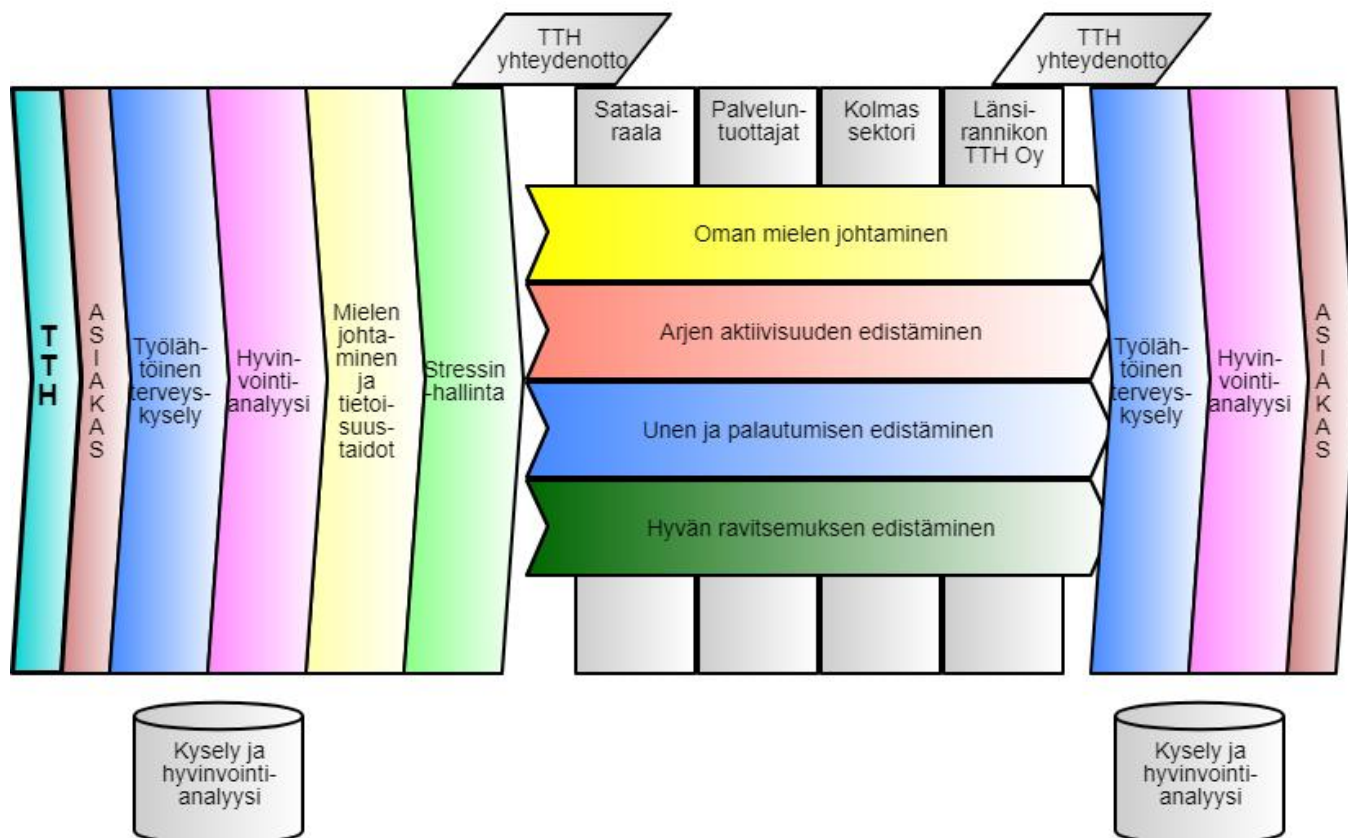 TTH
yhteydenotto
TTH
yhteydenotto
Satasai-
raala
Palvelun-
tuottajat
Kolmas
sektori
Länsi-
rannikon
TTH Oy
TTH
ASIAKAS
Työläh-
töinen
terveys-
kysely
Hyvin-
vointi-
analyysi
Mielen
johta-
minen
ja
tietoi-
suus-
taidot
Stressin
-hallinta
Oman mielen johtaminen
Arjen aktiivisuuden edistäminen
Unen ja palautumisen edistäminen
Hyvän ravitsemuksen edistäminen
Työläh-
töinen
terveys-
kysely
Hyvin-
vointi-
analyysi
ASIAKAS
Kysely ja
hyvinvointi-
analyysi
Kysely ja
hyvinvointi-
analyysi